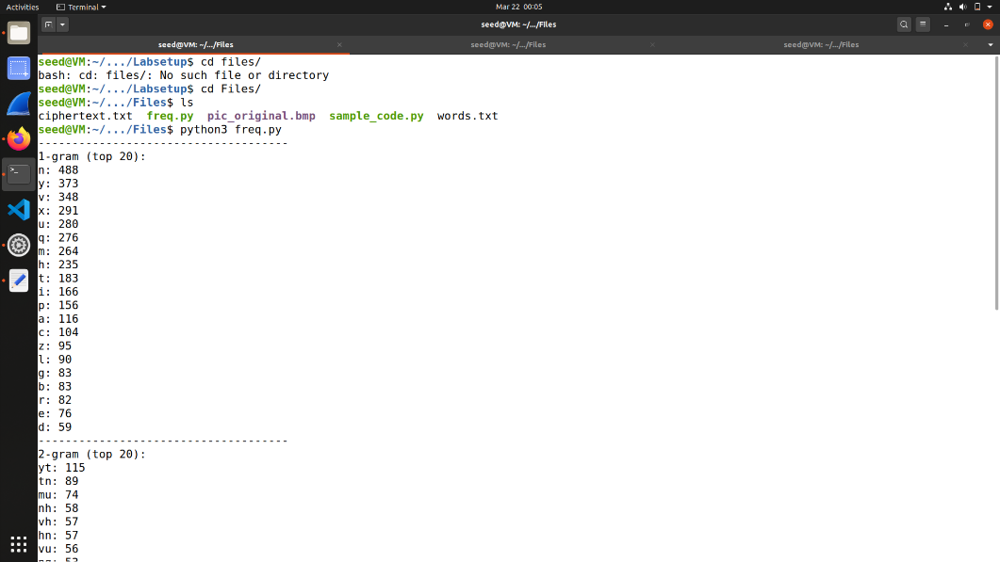 Activities Terminal Mar 22 00:05
seed@VM: ~/.../Files
seed@VM: ~/.../Files seed@VM: ~/.../Files seed@VM: ~/.../Files
seed@VM:~/.../Labsetup$ cd files/
bash: cd: files/: No such file or directory
seed@VM:~/.../Labsetup$ cd Files/
seed@VM:~/.../Files$ ls
ciphertext.txt freq.py pic_original.bmp sample_code.py words.txt
seed@VM:~/.../Files$ python3 freq.py
-------------------------------------
1-gram (top 20):
n: 488
y: 373
v: 348
x: 291
u: 280
q: 276
m: 264
h: 235
t: 183
i: 166
p: 156
a: 116
c: 104
z: 95
l: 90
g: 83
b: 83
r: 82
e: 76
d: 59
-------------------------------------
2-gram (top 20):
yt: 115
tn: 89
mu: 74
nh: 58
vh: 57
hn: 57
vu: 56